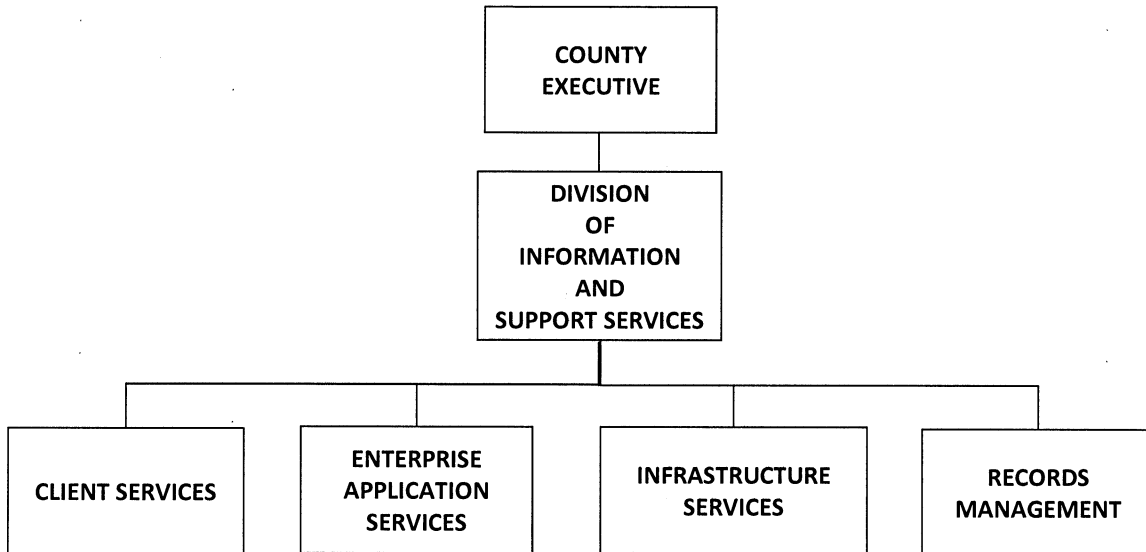 COUNTY
EXECUTIVE
DIVISION
OF
INFORMATION
AND
SUPPORT SERVICES
CLIENT SERVICES
ENTERPRISE
APPLICATION
SERVICES
INFRASTRUCTURE
SERVICES
RECORDS
MANAGEMENT